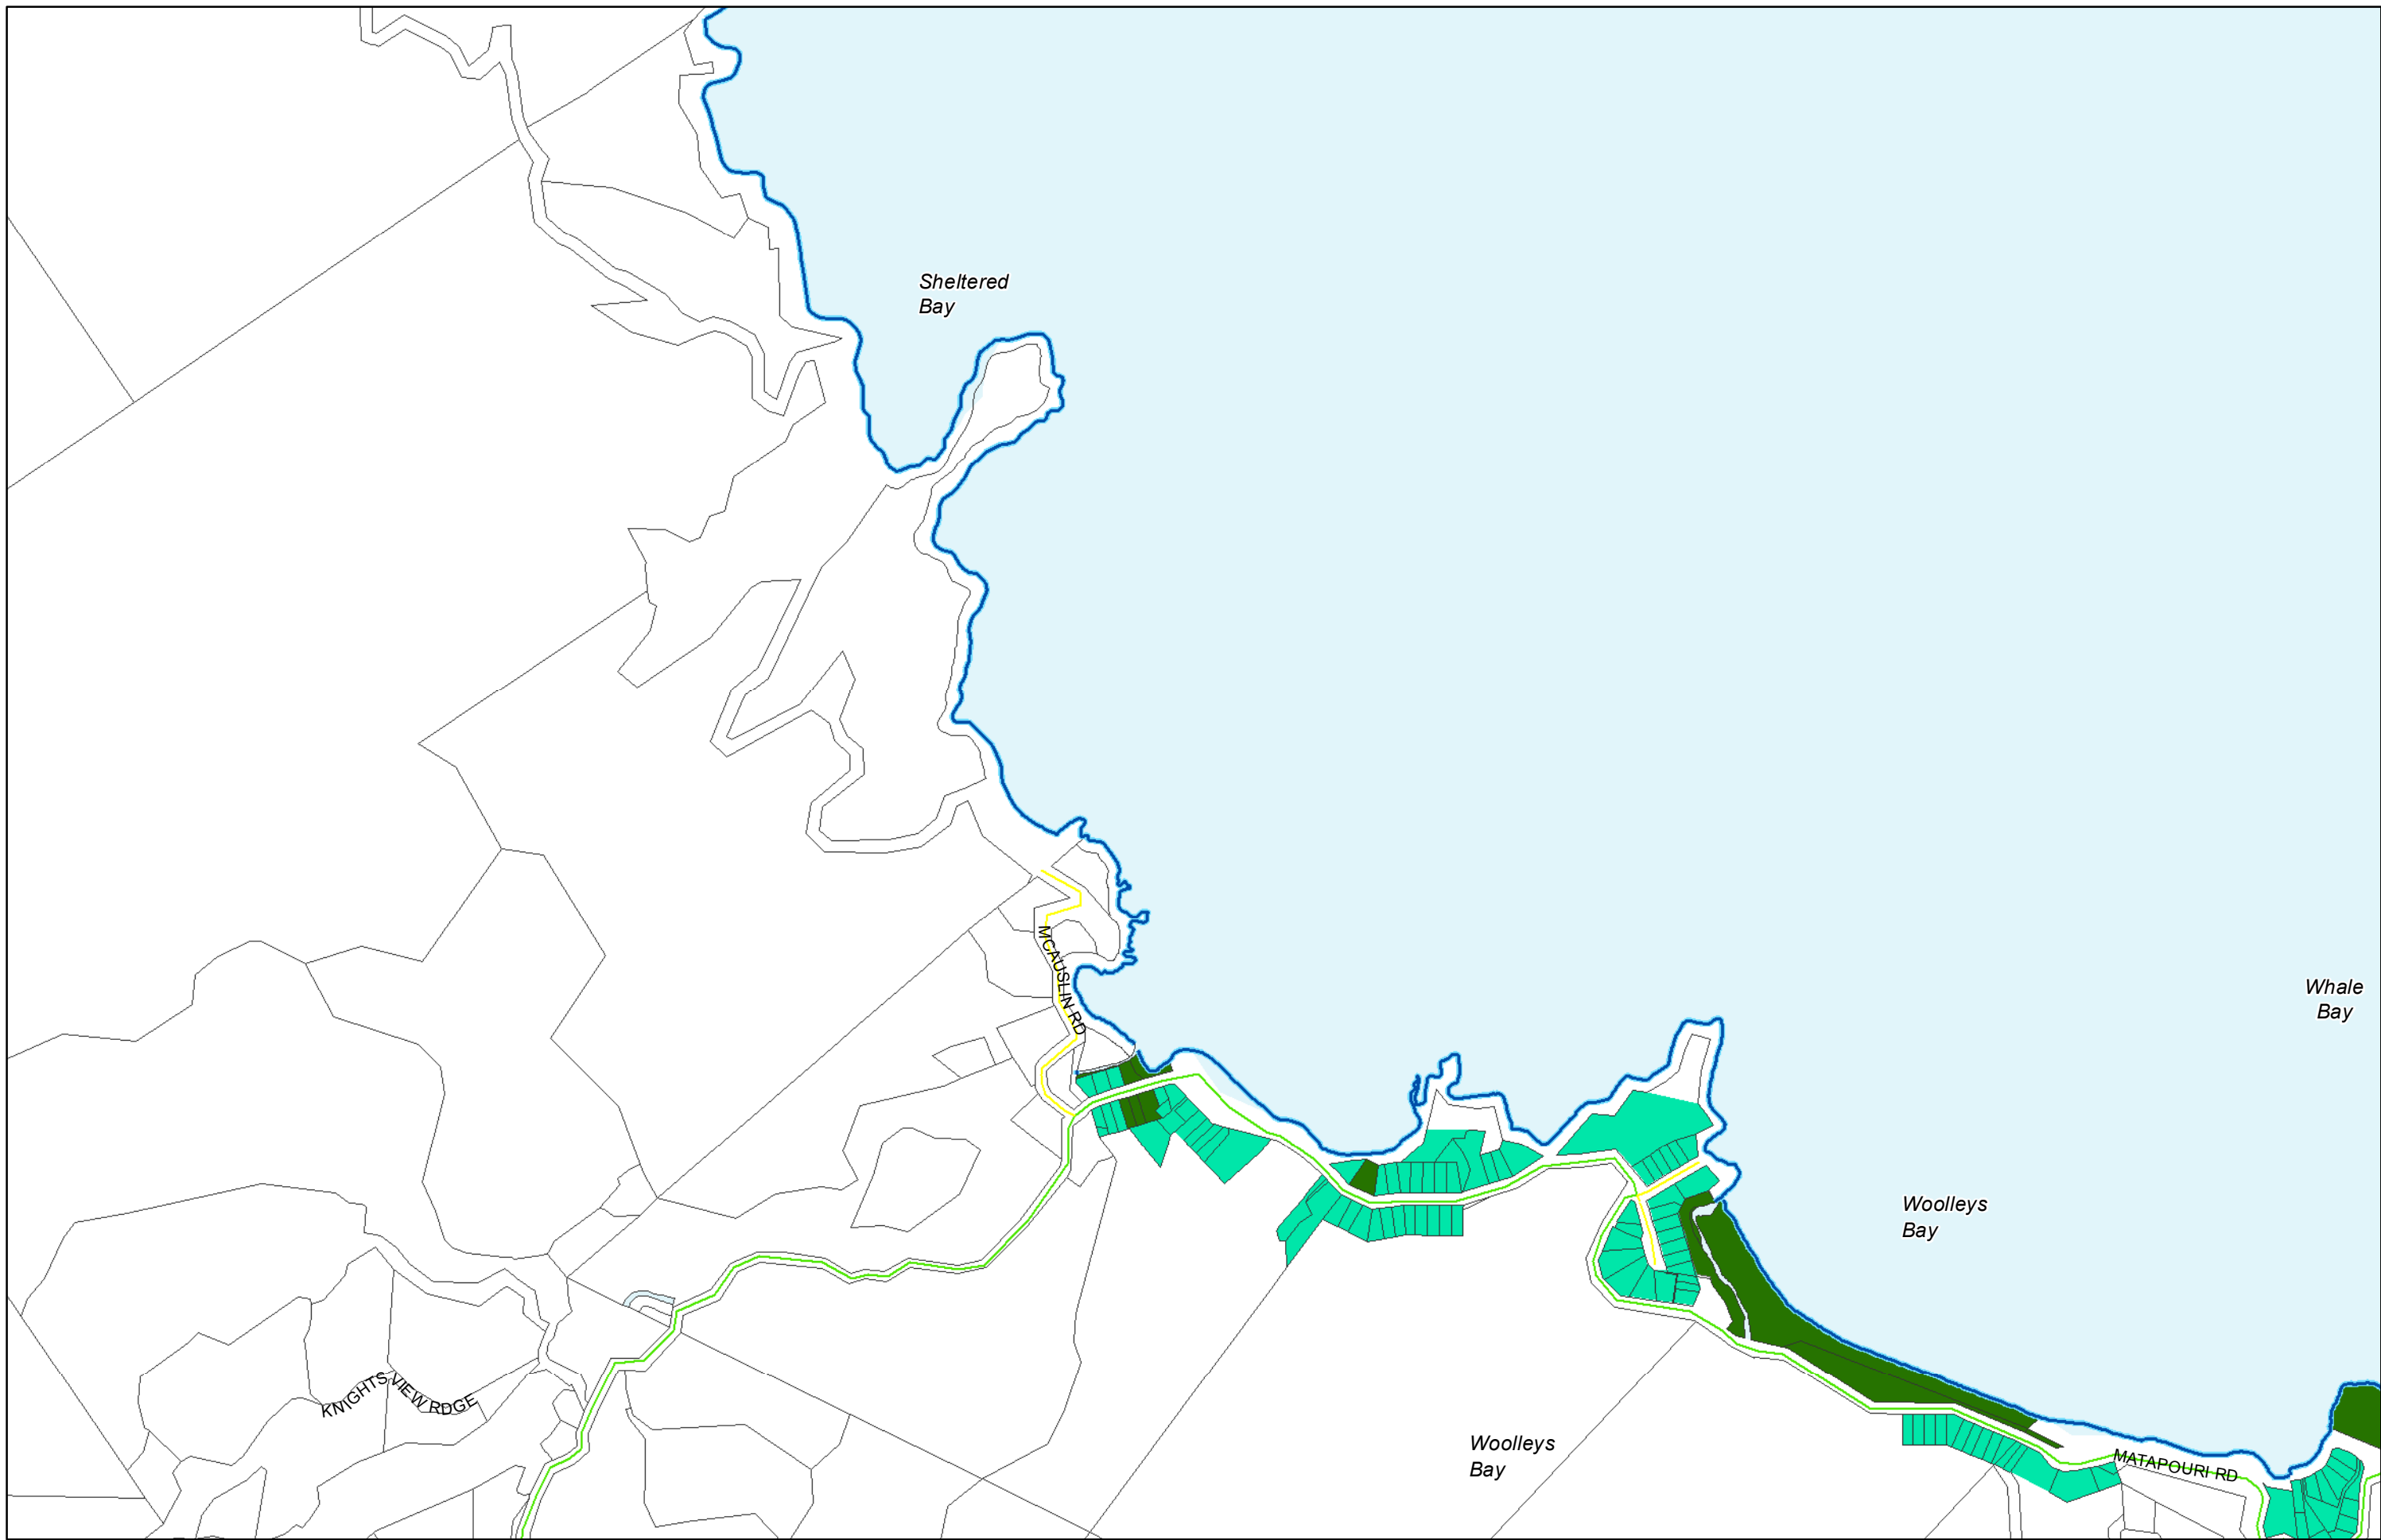 Sheltered
Bay
MCAUSLIN RD
Whale
Bay
Woolleys
Bay
KNIGHTS VIEW RDGE
Woolleys
Bay
MATAPOURI RD